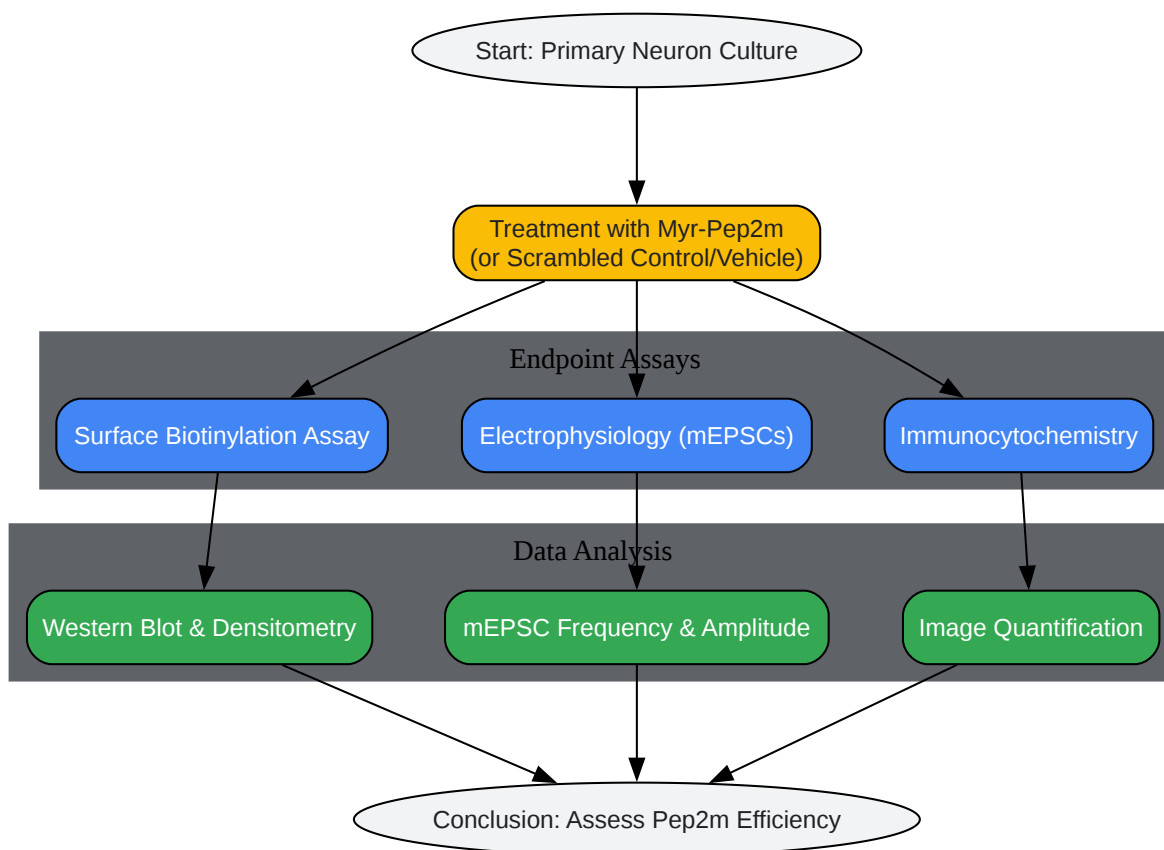 Start: Primary Neuron Culture
Treatment with Myr-Pep2m
(or Scrambled Control/Vehicle)
Endpoint Assays
Surface Biotinylation Assay
Electrophysiology (mEPSCs)
Immunocytochemistry
Data Analysis
Western Blot & Densitometry
mEPSC Frequency & Amplitude
Image Quantification
Conclusion: Assess Pep2m Efficiency